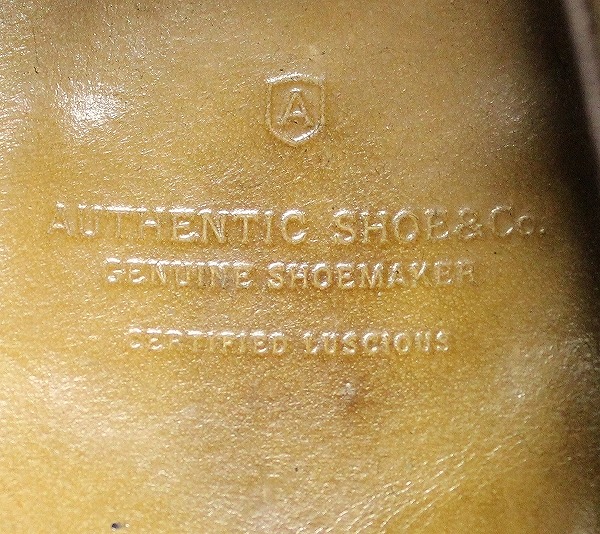 A
AUTHENTIC SHOE&Co.
GENUINE SHOEMAKER
CERTIFIED LUSCIOUS